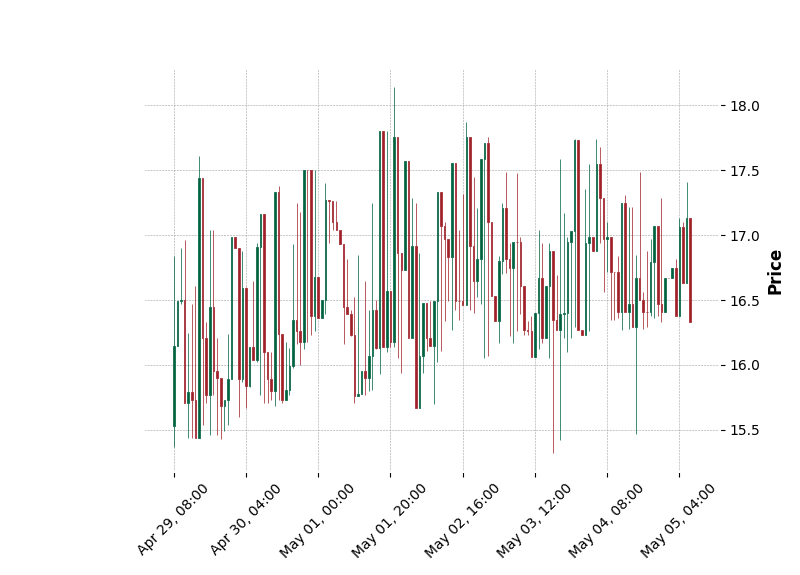 18.0
17.5
17.0
16.5
16.0
15.5
Price
Apr 29, 08:00
Apr 30, 04:00
May 01, 00:00
May 01, 20:00
May 02, 16:00
May 03, 12:00
May 04, 08:00
May 05, 04:00